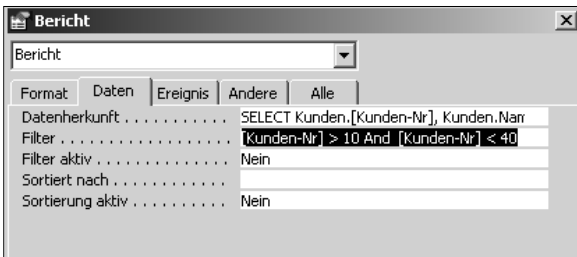 Bericht
Bericht
Format Daten Ereignis Andere Alle
Datenherkunft . . . . . . . . . . . SELECT Kunden.[Kunden-Nr], Kunden.Nam
Filter . . . . . . . . . . . . . . . . . . [Kunden-Nr] > 10 And [Kunden-Nr] < 40
Filter aktiv . . . . . . . . . . . . . . Nein
Sortiert nach . . . . . . . . . . . .
Sortierung aktiv . . . . . . . . . . Nein